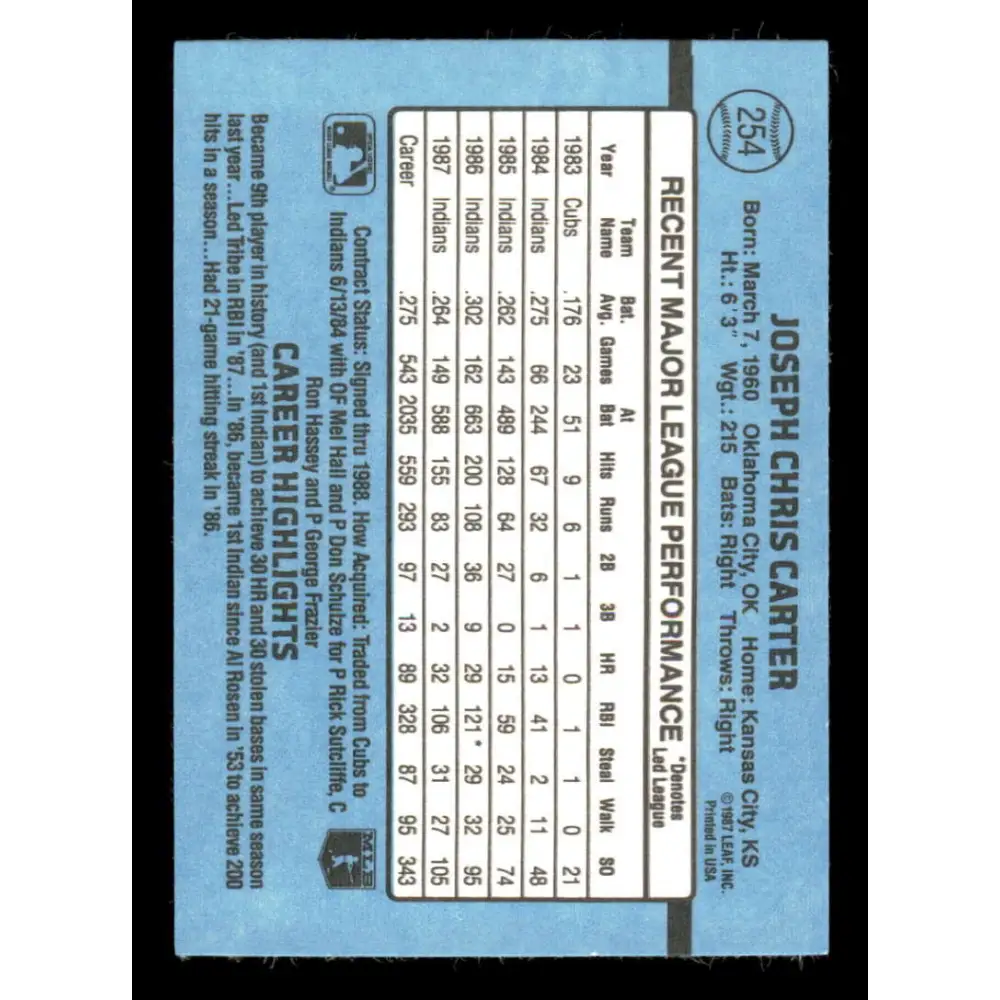 254
JOSEPH CHRIS CARTER
Born: March 7, 1960 Oklahoma City, OK Home: Kansas City, KS
Ht.: 6'3" Wgt.: 215 Bats: Right Throws: Right
©1987 LEAF, INC.
Printed in USA
RECENT MAJOR LEAGUE PERFORMANCE *Denotes Led League
Year Team Name Bat. Avg. Games At Bat Hits Runs 2B 3B HR RBI Steal Walk SO
1983 Cubs .176 23 51 9 6 1 1 0 1 1 0 21
1984 Indians .275 66 244 67 32 6 1 13 41 2 11 48
1985 Indians .262 143 489 128 64 27 0 15 59 24 25 74
1986 Indians .302 162 663 200 108 36 9 29 121* 29 32 95
1987 Indians .264 149 588 155 83 27 2 32 106 31 27 105
Career .275 543 2035 559 293 97 13 89 328 87 95 343
Contract Status: Signed thru 1988. How Acquired: Traded from Cubs to
Indians 6/13/84 with OF Mel Hall and P Don Schulze for P Rick Sutcliffe, C
Ron Hassey and P George Frazier
MLB
CAREER HIGHLIGHTS
Became 9th player in history (and 1st Indian) to achieve 30 HR and 30 stolen bases in same season
last year...Led Tribe in RBI in '87...In '86, became 1st Indian since Al Rosen in '53 to achieve 200
hits in a season...Had 21-game hitting streak in '86.